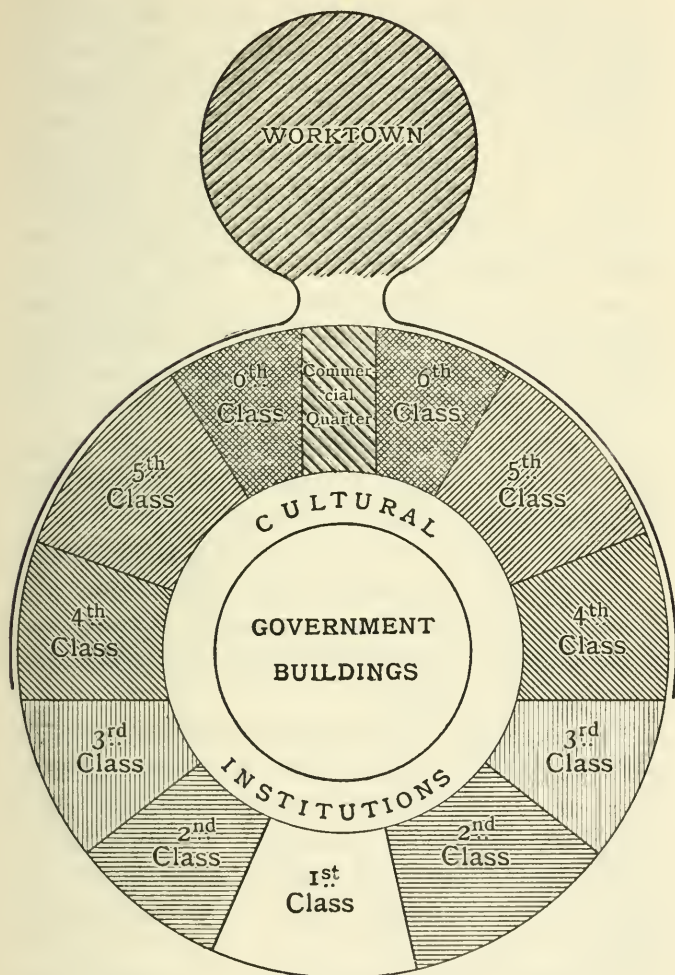 WORKTOWN
6th Class
Commer-
cial
Quarter
6th Class
5th Class
5th Class
CULTURAL
4th Class
GOVERNMENT
BUILDINGS
4th Class
3rd Class
INSTITUTIONS
3rd Class
2nd Class
2nd Class
1st Class